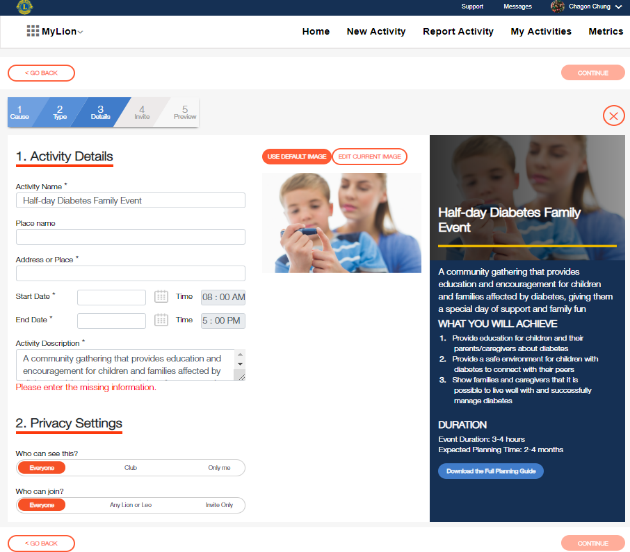 Support Messages Chagon Chung
MyLion Home New Activity Report Activity My Activities Metrics
< GO BACK CONTINUE
1 2 3 4 5
Cause Type Details Invite Preview
1. Activity Details
USE DEFAULT IMAGE EDIT CURRENT IMAGE
Activity Name *
Half-day Diabetes Family Event
Place name
Address or Place *
Start Date * Time 08 : 00 AM
End Date * Time 5 : 00 PM
Activity Description *
A community gathering that provides education and
encouragement for children and families affected by
Please enter the missing information.
2. Privacy Settings
Who can see this?
Everyone Club Only me
Who can join?
Everyone Any Lion or Leo Invite Only
Half-day Diabetes Family
Event
A community gathering that provides
education and encouragement for children
and families affected by diabetes, giving them
a special day of support and family fun
WHAT YOU WILL ACHIEVE
1. Provide education for children and their
parents/caregivers about diabetes
2. Provide a safe environment for children with
diabetes to connect with their peers
3. Show families and caregivers that it is
possible to live well with and successfully
manage diabetes
DURATION
Event Duration: 3-4 hours
Expected Planning Time: 2-4 months
Download the Full Planning Guide
< GO BACK CONTINUE